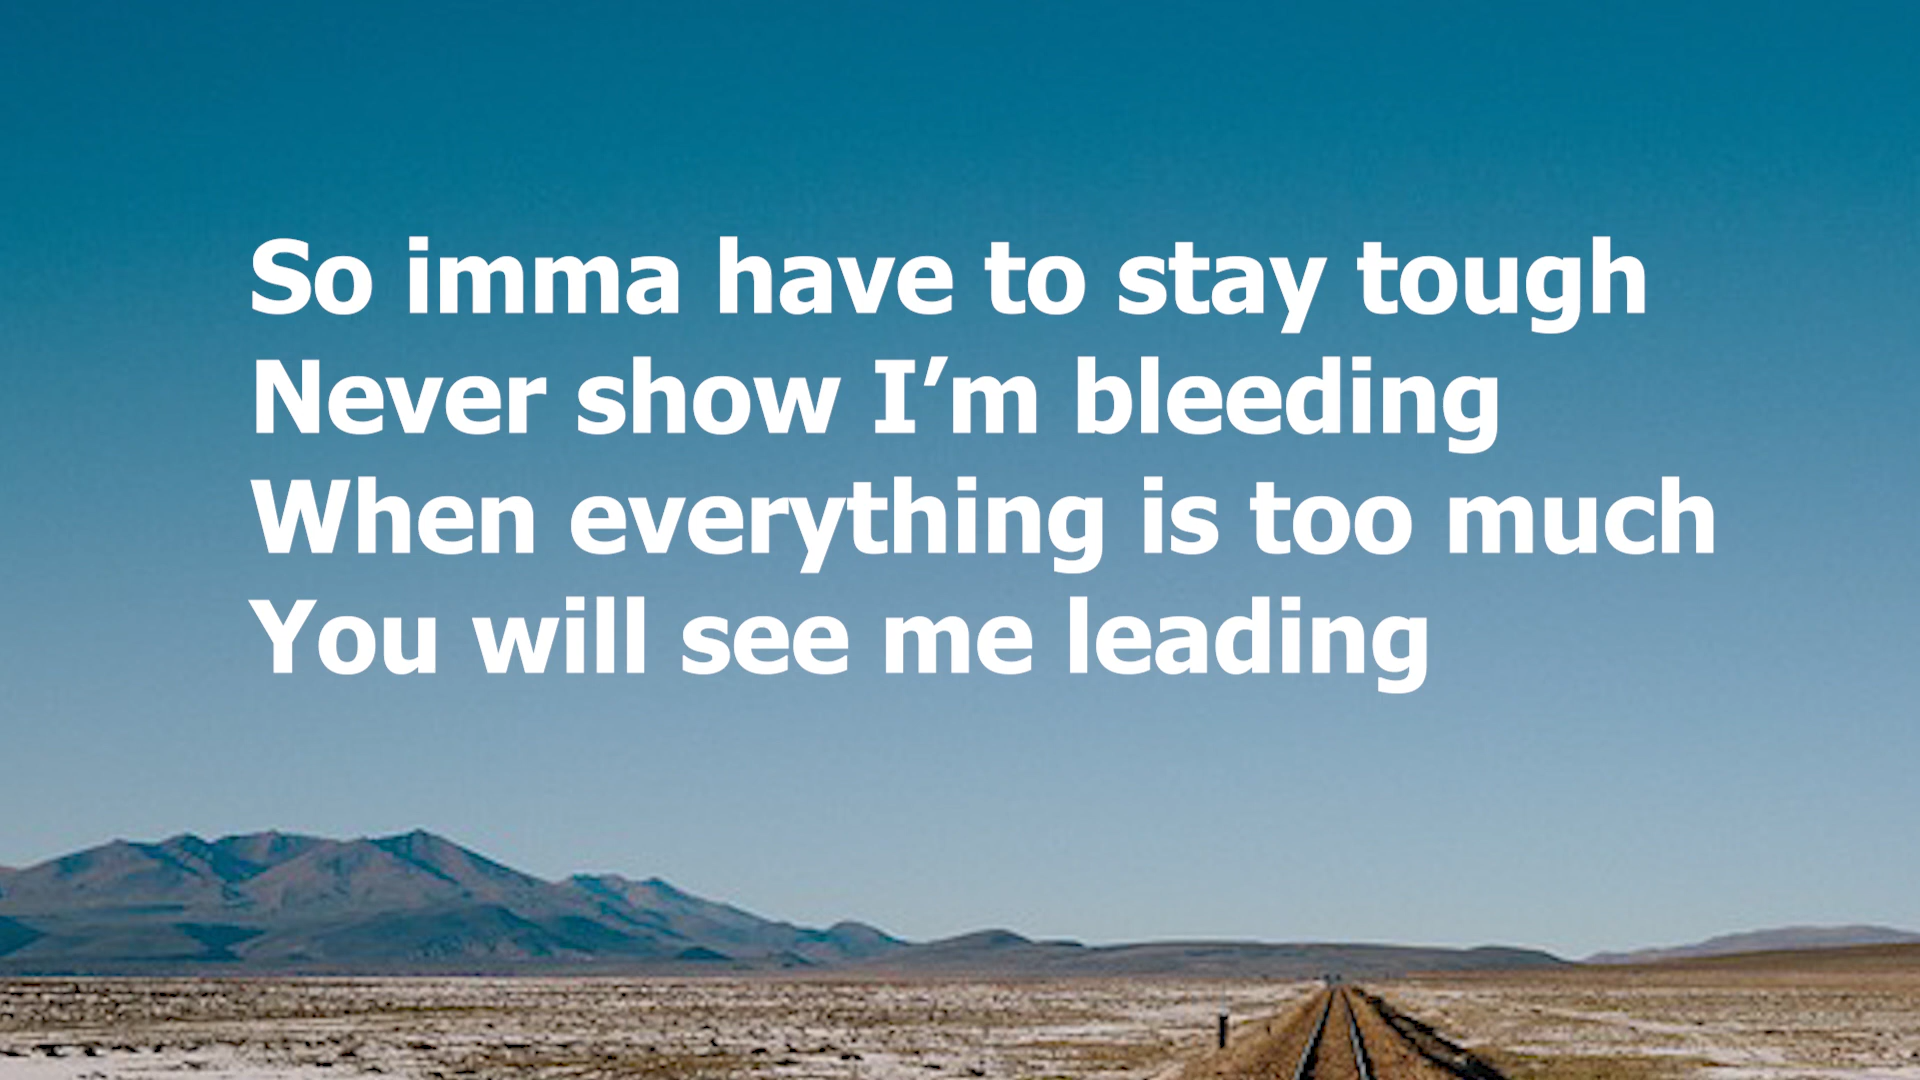 So imma have to stay tough
Never show I’m bleeding
When everything is too much
You will see me leading